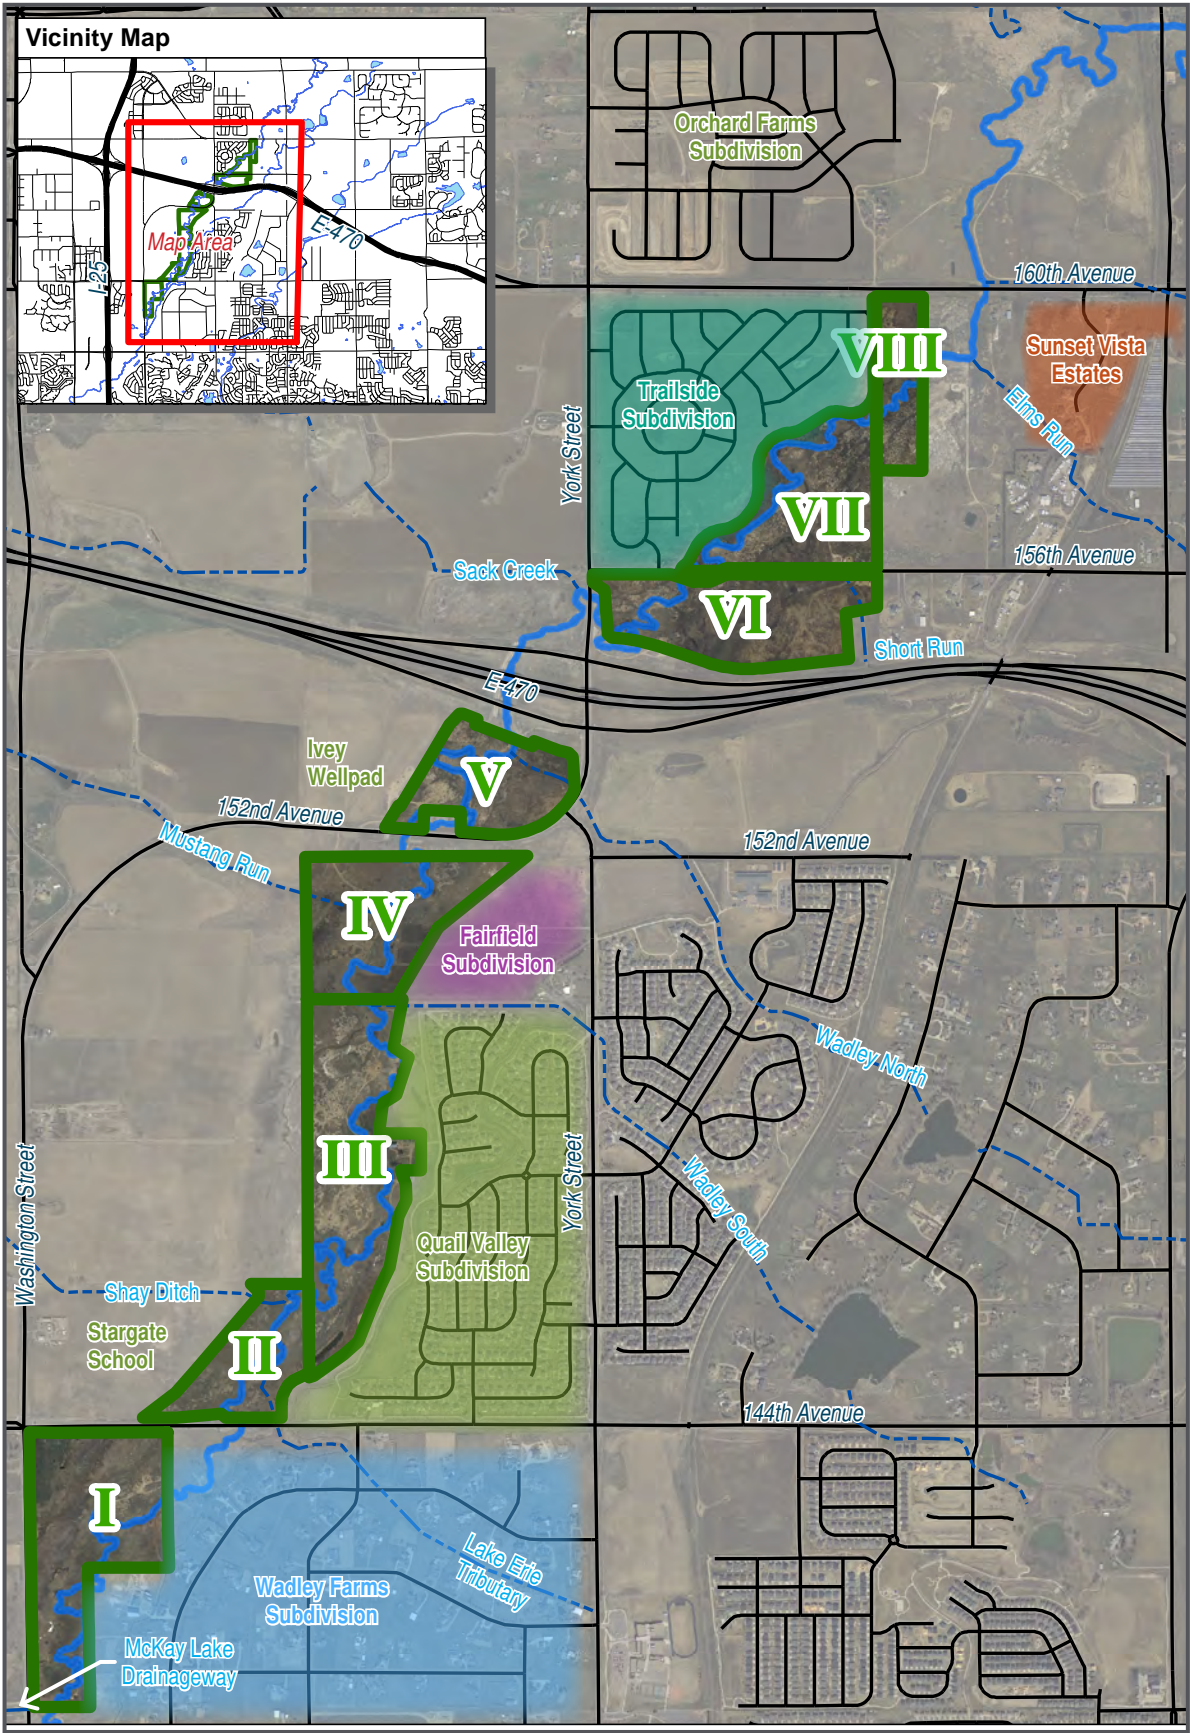 Vicinity Map
I-25
Map Area
E-470
Orchard Farms
Subdivision
160th Avenue
VIII
Sunset Vista
Estates
Trailside
Subdivision
Elms Run
York Street
VII
156th Avenue
Sack Creek
VI
Short Run
E-470
Ivey
Wellpad
V
152nd Avenue
152nd Avenue
Mustang Run
IV
Fairfield
Subdivision
Wadley North
III
Washington Street
York Street
Wadley South
Quail Valley
Subdivision
Shay Ditch
Stargate
School
II
144th Avenue
I
Lake Erie
Tributary
Wadley Farms
Subdivision
McKay Lake
Drainageway